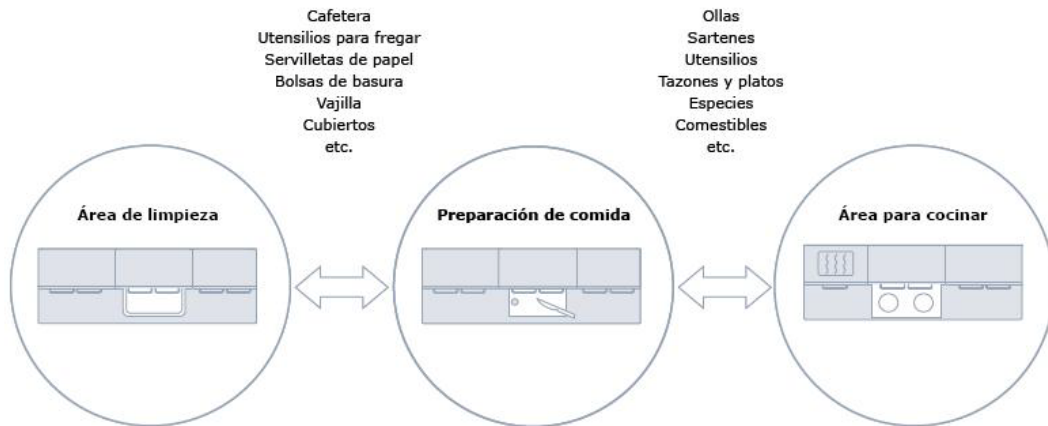 Cafetera
Utensilios para fregar
Servilletas de papel
Bolsas de basura
Vajilla
Cubiertos
etc.
Ollas
Sartenes
Utensilios
Tazones y platos
Especies
Comestibles
etc.
Área de limpieza
Preparación de comida
Área para cocinar